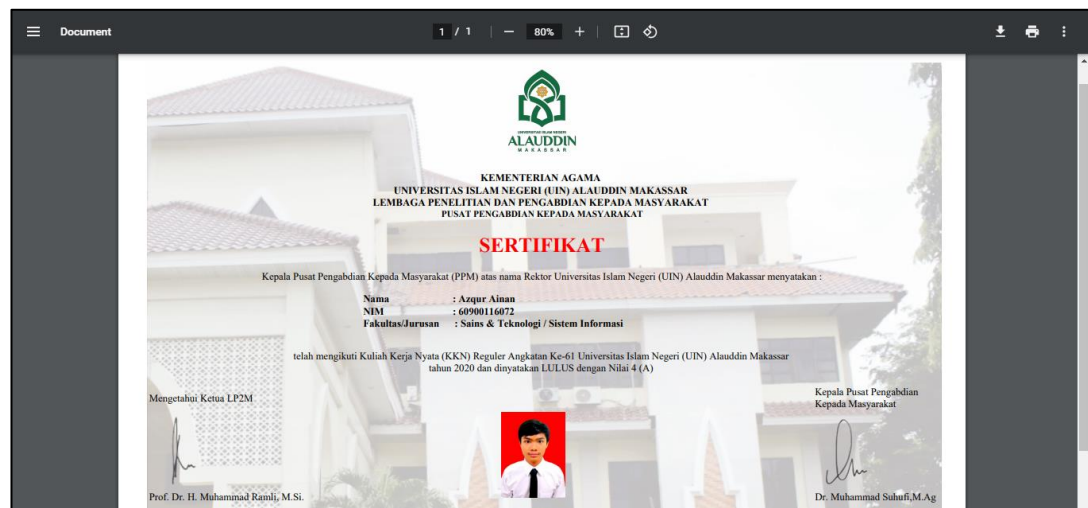 Document
1 / 1
80%
UNIVERSITAS ISLAM NEGERI
ALAUDDIN
MAKASSAR
KEMENTERIAN AGAMA
UNIVERSITAS ISLAM NEGERI (UIN) ALAUDDIN MAKASSAR
LEMBAGA PENELITIAN DAN PENGABDIAN KEPADA MASYARAKAT
PUSAT PENGABDIAN KEPADA MASYARAKAT
SERTIFIKAT
Kepala Pusat Pengabdian Kepada Masyarakat (PPM) atas nama Rektor Universitas Islam Negeri (UIN) Alauddin Makassar menyatakan :
Nama : Azqur Ainan
NIM : 60900116072
Fakultas/Jurusan : Sains & Teknologi / Sistem Informasi
telah mengikuti Kuliah Kerja Nyata (KKN) Reguler Angkatan Ke-61 Universitas Islam Negeri (UIN) Alauddin Makassar
tahun 2020 dan dinyatakan LULUS dengan Nilai 4 (A)
Mengetahui Ketua LP2M
Prof. Dr. H. Muhammad Ramli, M.Si.
Kepala Pusat Pengabdian
Kepada Masyarakat
Dr. Muhammad Suhufi,M.Ag